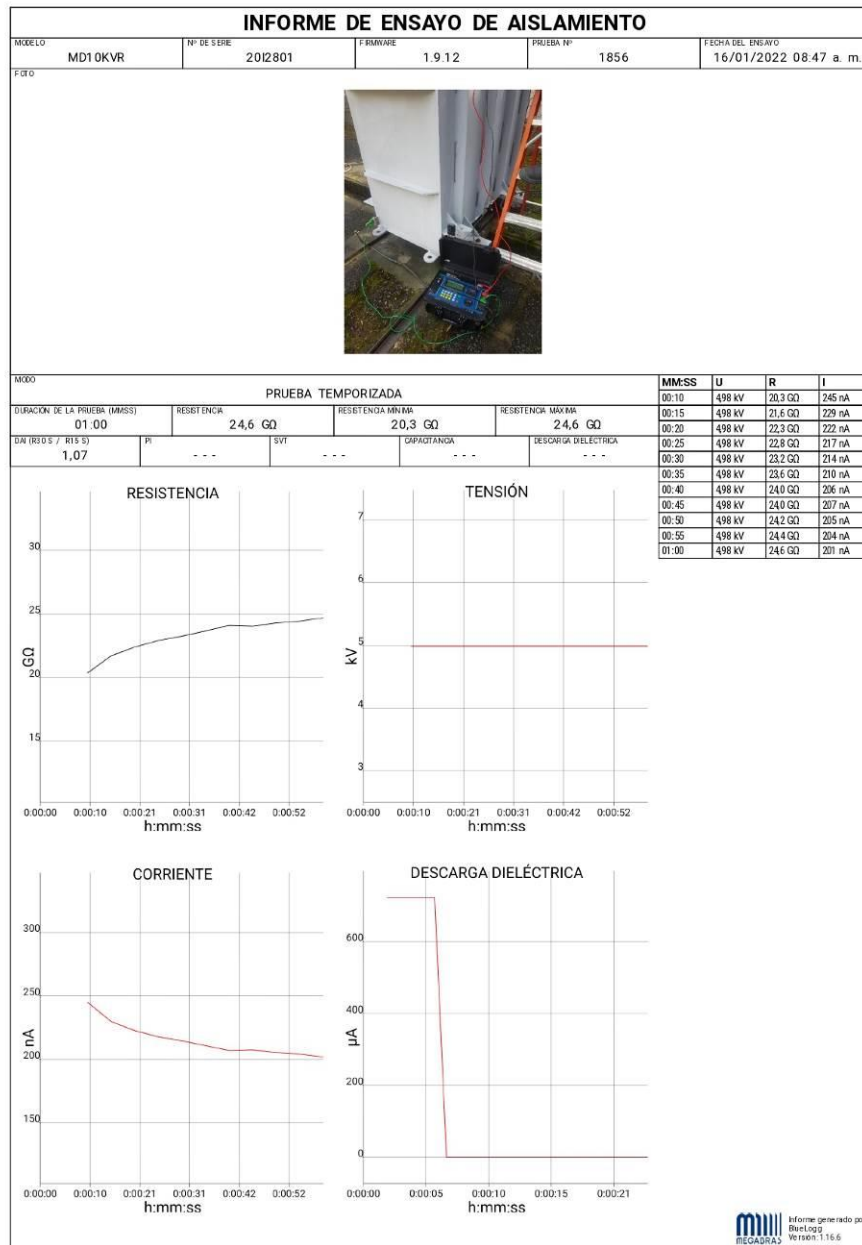 INFORME DE ENSAYO DE AISLAMIENTO
MODELO Nº DE SERIE FIRMWARE PRUEBA Nº FECHA DEL ENSAYO
MD10KVR 20I2801 1.9.12 1856 16/01/2022 08:47 a. m.
FOTO
MODO
PRUEBA TEMPORIZADA
DURACIÓN DE LA PRUEBA (MMSS) RESISTENCIA RESISTENCIA MÍNIMA RESISTENCIA MÁXIMA
01:00 24,6 GΩ 20,3 GΩ 24,6 GΩ
DAI (R30 S / R15 S) PI SVT CAPACITANCIA DESCARGA DIELÉCTRICA
1,07 - - - - - - - - - - - -
MM:SS U R I
00:10 4,98 kV 20,3 GΩ 245 nA
00:15 4,98 kV 21,6 GΩ 229 nA
00:20 4,98 kV 22,3 GΩ 222 nA
00:25 4,98 kV 22,8 GΩ 217 nA
00:30 4,98 kV 23,2 GΩ 214 nA
00:35 4,98 kV 23,6 GΩ 210 nA
00:40 4,98 kV 24,0 GΩ 206 nA
00:45 4,98 kV 24,0 GΩ 207 nA
00:50 4,98 kV 24,2 GΩ 205 nA
00:55 4,98 kV 24,4 GΩ 204 nA
01:00 4,98 kV 24,6 GΩ 201 nA
RESISTENCIA
30
25
20
15
GΩ
0:00:00 0:00:10 0:00:21 0:00:31 0:00:42 0:00:52
h:mm:ss
TENSIÓN
7
6
5
4
3
kV
0:00:00 0:00:10 0:00:21 0:00:31 0:00:42 0:00:52
h:mm:ss
CORRIENTE
300
250
200
150
nA
0:00:00 0:00:10 0:00:21 0:00:31 0:00:42 0:00:52
h:mm:ss
DESCARGA DIELÉCTRICA
600
400
200
0
µA
0:00:00 0:00:05 0:00:10 0:00:15 0:00:21
h:mm:ss
MEGABRAS
Informe generado po
BlueLogg
Versión: 1.16.6